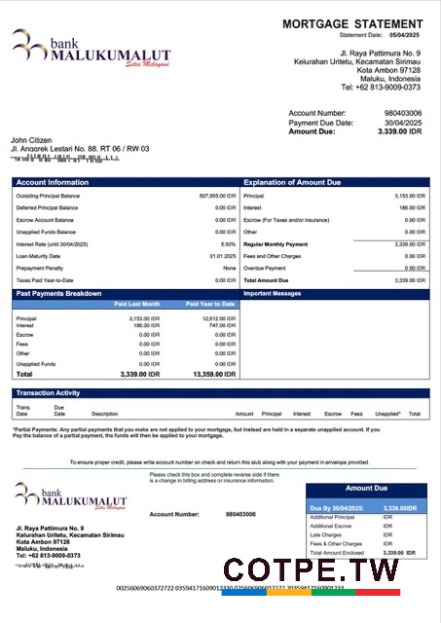 MORTGAGE STATEMENT
Statement Date: 05/04/2025
bank
MALUKUMALUT
Setia Melayani
Jl. Raya Pattimura No. 9
Kelurahan Uritetu, Kecamatan Sirimau
Kota Ambon 97128
Maluku, Indonesia
Tel: +62 813-9009-0373
Account Number: 980403006
Payment Due Date: 30/04/2025
Amount Due: 3.339.00 IDR
John Citizen
Jl. Anggrek Lestari No. 88. RT 06 / RW 03
Account Information
Outsiding Principal Balance 507,955.00 IDR
Deferred Principal Balance 0.00 IDR
Escrow Account Balance 0.00 IDR
Unapplied Funds Balance 0.00 IDR
Interest Rate (until 30/04/2025) 5.93%
Loan Maturity Date 01.01.2025
Prepayment Penalty None
Taxes Paid Year-to-Date 0.00 IDR
Explanation of Amount Due
Principal 3,153.00 IDR
Interest 186.00 IDR
Escrow (For Taxes and/or insurance) 0.00 IDR
Other 0.00 IDR
Regular Monthly Payment 3,339.00 IDR
Fees and Other Charges 0.00 IDR
Overdue Payment 0.00 IDR
Total Amount Due 3,339.00 IDR
Past Payments Breakdown
Paid Last Month Paid Year to Date
Principal 3,153.00 IDR 12,612.00 IDR
Interest 186.00 IDR 747.00 IDR
Escrow 0.00 IDR 0.00 IDR
Fees 0.00 IDR 0.00 IDR
Other 0.00 IDR 0.00 IDR
Unapplied Funds 0.00 IDR 0.00 IDR
Total 3,339.00 IDR 13,359.00 IDR
Important Messages
Transaction Activity
Trans. Date Due Date Description Amount Principal Interest Escrow Fees Unapplied* Total
*Partial Payments: Any partial payments that you make are not applied to your mortgage, but instead are held in a separate unapplied account. If you
Pay the balance of a partial payment, the funds will then be applied to your mortgage.
To ensure proper credit, please write account number on check and return this stub along with your payment in envelope provided.
bank
MALUKUMALUT
Setia Melayani
Please check this box and complete reverse side if there
is a change in billing address or insurance information.
Account Number: 980403006
Jl. Raya Pattimura No. 9
Kelurahan Uritetu, Kecamatan Sirimau
Kota Ambon 97128
Maluku, Indonesia
Tel: +62 813-9009-0373
Amount Due
Due By 30/04/2025: 3,339.00IDR
Additional Principal IDR
Additional Escrow IDR
Late Charges IDR
Fees & Other Charges IDR
Total Amount Enclosed 3,339.00 IDR
COTPE.TW